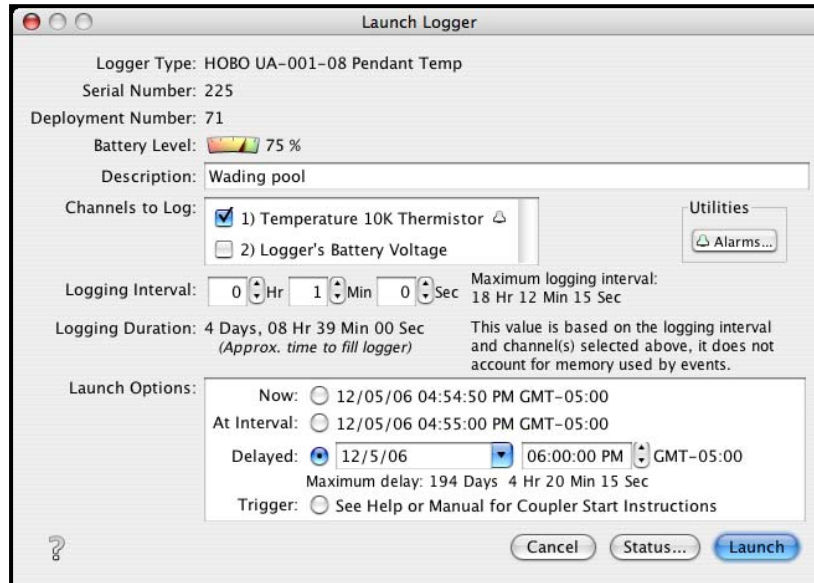 Launch Logger
Logger Type: HOBO UA-001-08 Pendant Temp
Serial Number: 225
Deployment Number: 71
Battery Level: 75 %
Description: Wading pool
Channels to Log:
1) Temperature 10K Thermistor
2) Logger's Battery Voltage
Utilities
Alarms...
Logging Interval: 0 Hr 1 Min 0 Sec
Maximum logging interval:
18 Hr 12 Min 15 Sec
Logging Duration: 4 Days, 08 Hr 39 Min 00 Sec
(Approx. time to fill logger)
This value is based on the logging interval
and channel(s) selected above, it does not
account for memory used by events.
Launch Options:
Now: 12/05/06 04:54:50 PM GMT-05:00
At Interval: 12/05/06 04:55:00 PM GMT-05:00
Delayed: 12/5/06 06:00:00 PM GMT-05:00
Maximum delay: 194 Days 4 Hr 20 Min 15 Sec
Trigger: See Help or Manual for Coupler Start Instructions
? Cancel Status... Launch